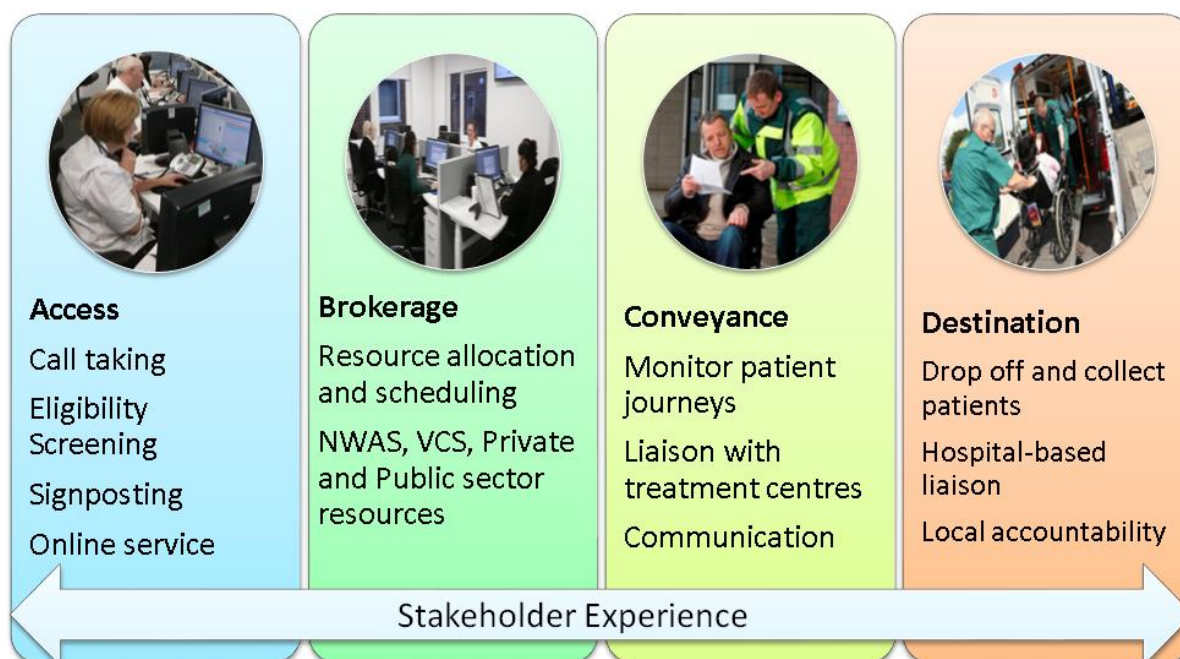 Access
Call taking
Eligibility
Screening
Signposting
Online service
Brokerage
Resource allocation
and scheduling
NWAS, VCS, Private
and Public sector
resources
Conveyance
Monitor patient
journeys
Liaison with
treatment centres
Communication
Destination
Drop off and collect
patients
Hospital-based
liaison
Local accountability
Stakeholder Experience